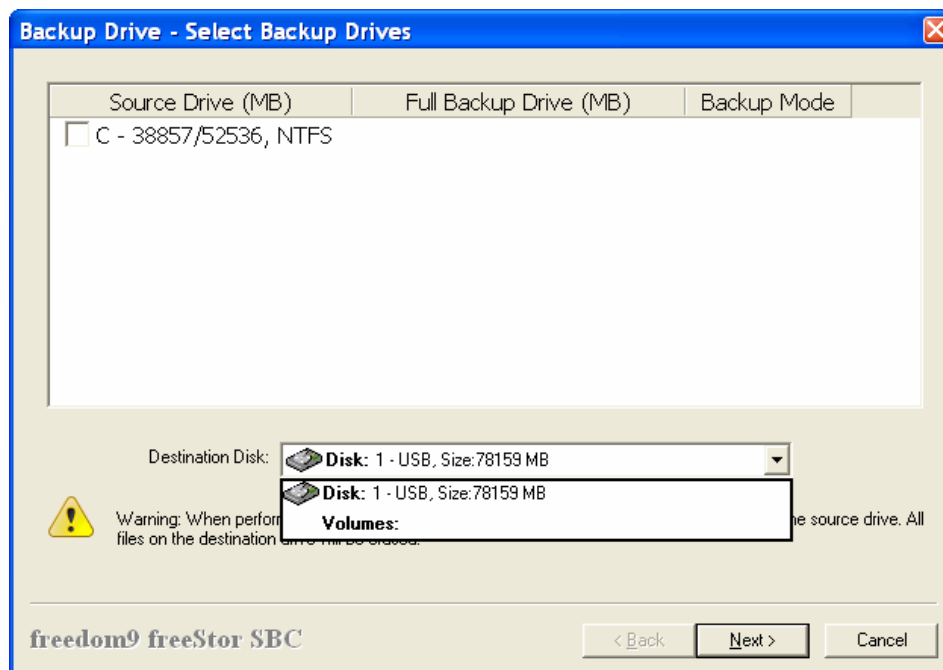 Backup Drive - Select Backup Drives
Source Drive (MB) Full Backup Drive (MB) Backup Mode
C - 38857/52536, NTFS
Destination Disk: Disk: 1 - USB, Size:78159 MB
Disk: 1 - USB, Size:78159 MB
Volumes:
Warning: When perfor he source drive. All
files on the destination
freedom9 freeStor SBC
< Back Next > Cancel